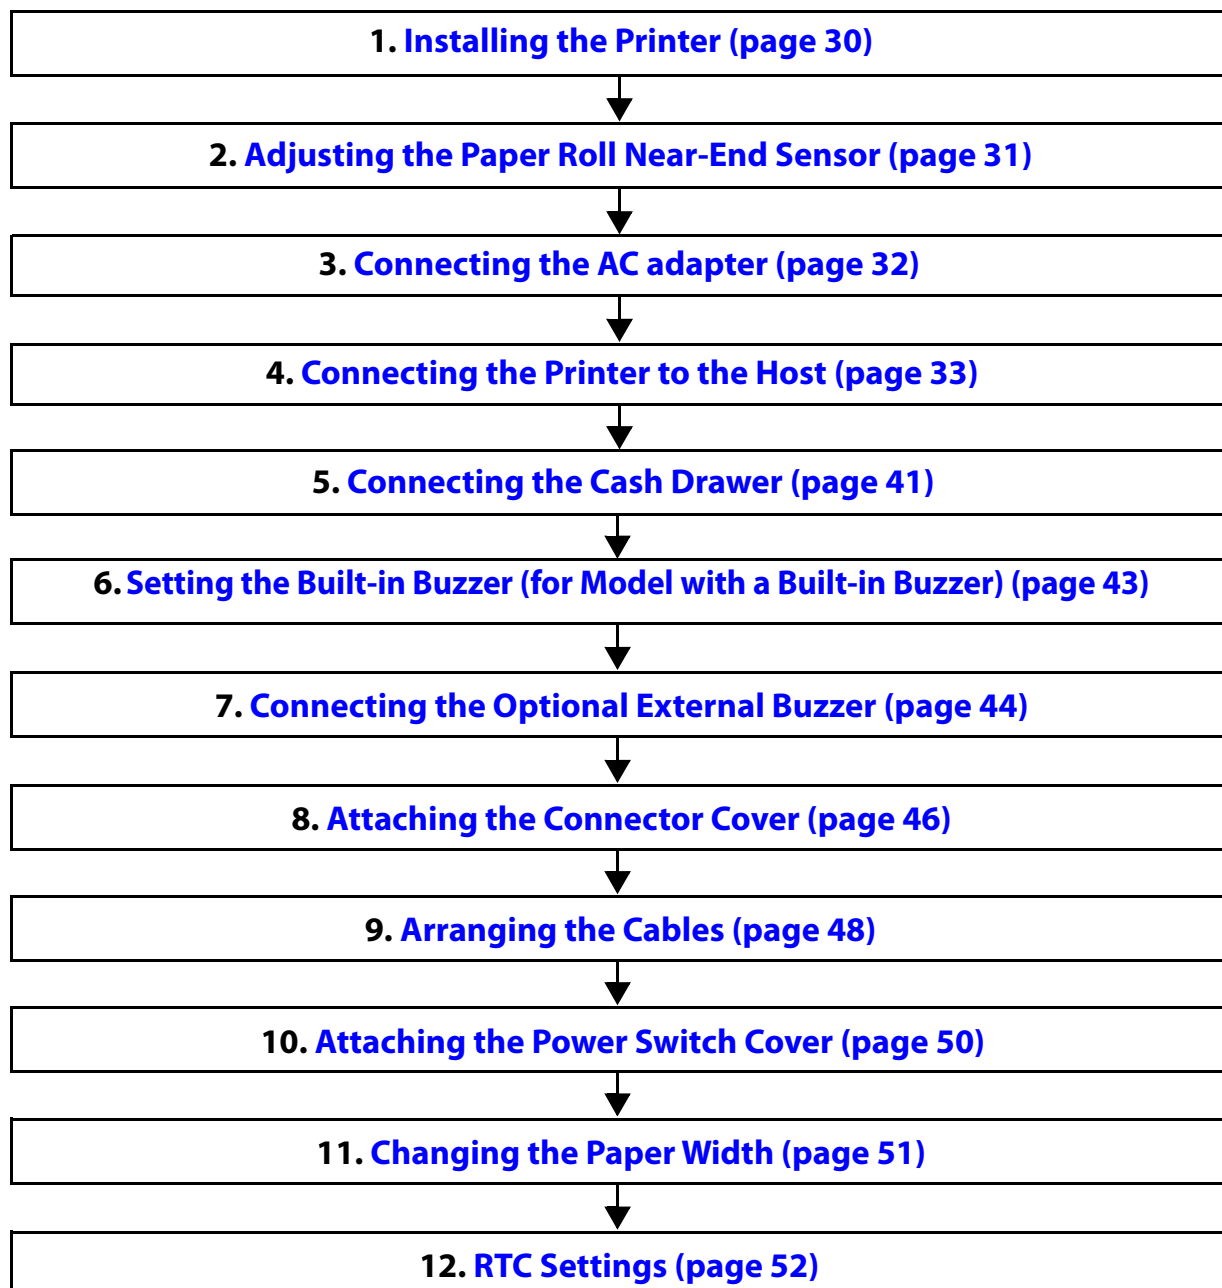 1. Installing the Printer (page 30)
2. Adjusting the Paper Roll Near-End Sensor (page 31)
3. Connecting the AC adapter (page 32)
4. Connecting the Printer to the Host (page 33)
5. Connecting the Cash Drawer (page 41)
6. Setting the Built-in Buzzer (for Model with a Built-in Buzzer) (page 43)
7. Connecting the Optional External Buzzer (page 44)
8. Attaching the Connector Cover (page 46)
9. Arranging the Cables (page 48)
10. Attaching the Power Switch Cover (page 50)
11. Changing the Paper Width (page 51)
12. RTC Settings (page 52)